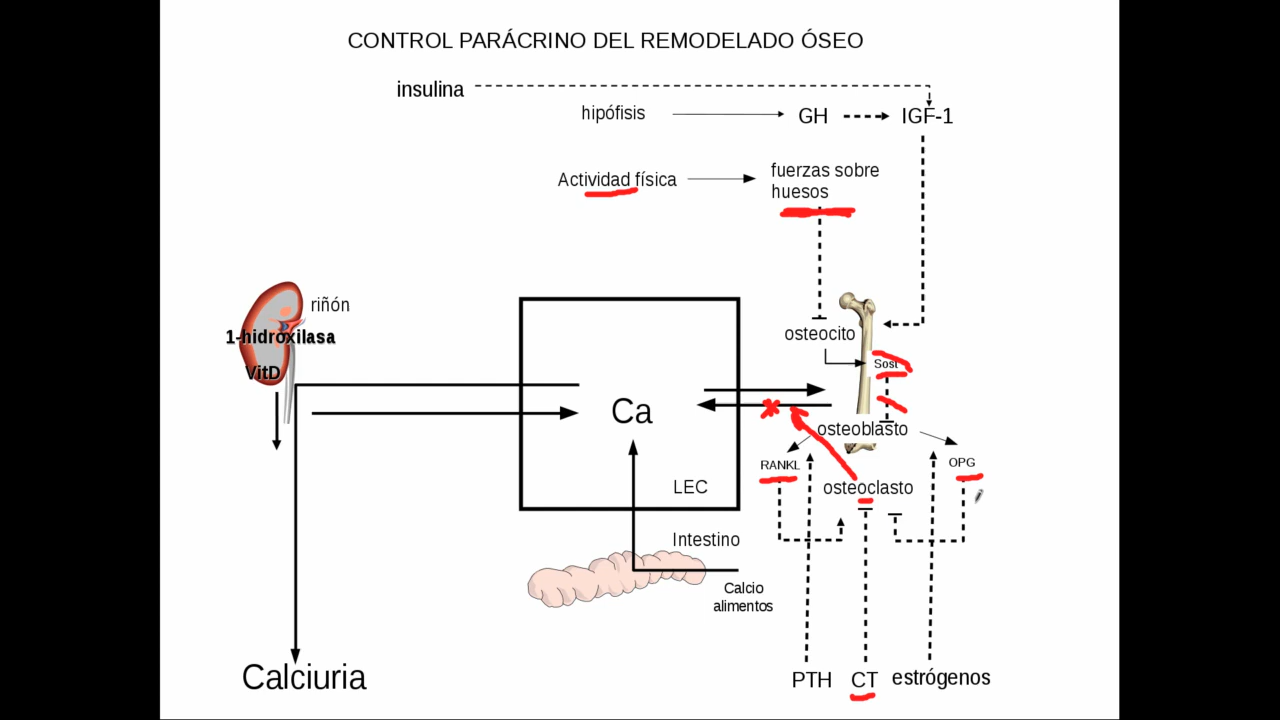 CONTROL PARÁCRINO DEL REMODELADO ÓSEO
insulina
hipófisis
GH
IGF-1
Actividad física
fuerzas sobre
huesos
riñón
1-hidroxilasa
VitD
osteocito
Sost
Ca
osteoblasto
RANKL
OPG
LEC
osteoclasto
Intestino
Calcio
alimentos
Calciuria
PTH
CT
estrógenos